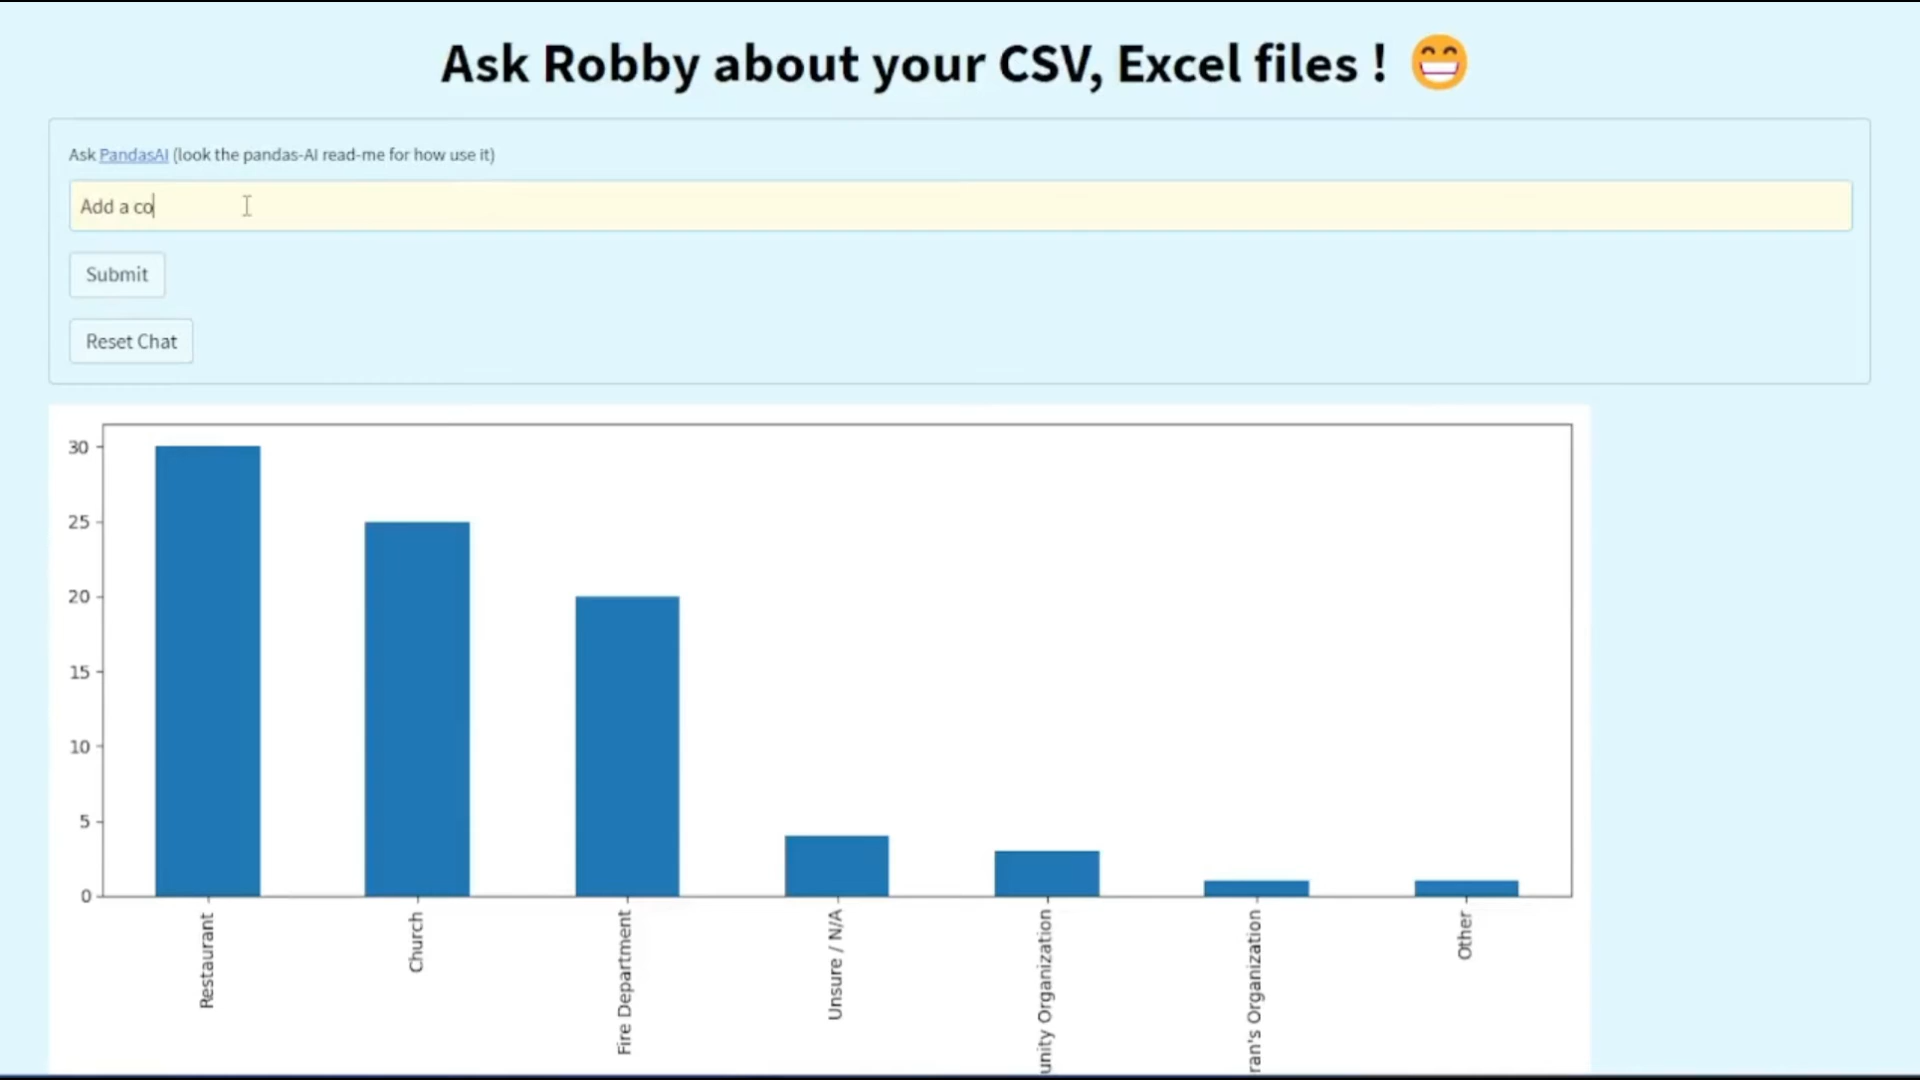 Ask Robby about your CSV, Excel files ! 😁
Ask PandasAI (look the pandas-AI read-me for how use it)
Add a co
Submit
Reset Chat
30
25
20
15
10
5
0
Restaurant
Church
Fire Department
Unsure / N/A
unity Organization
ran's Organization
Other